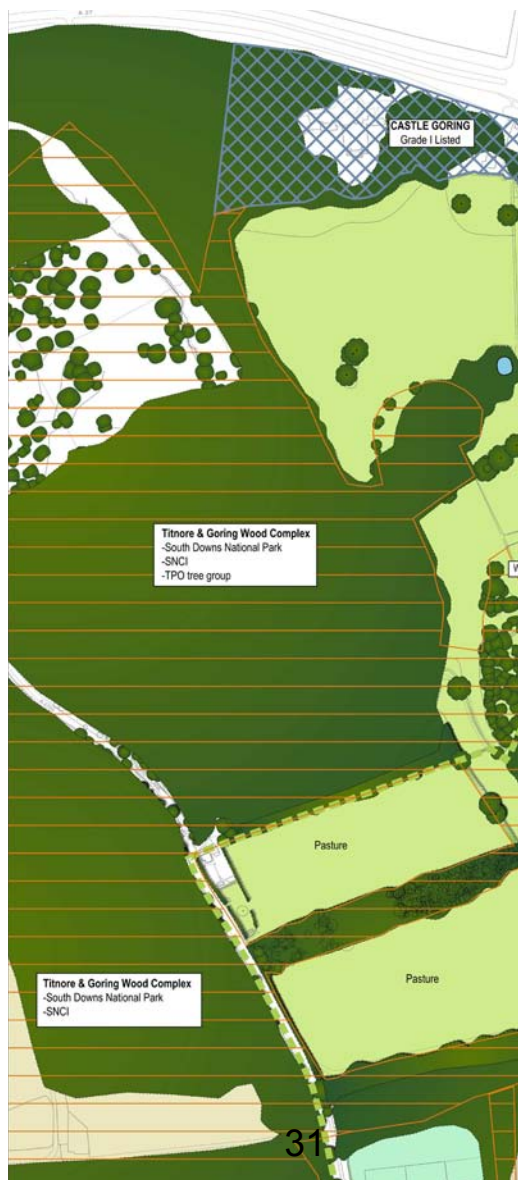 A 27
CASTLE GORING
Grade I Listed
Titnore & Goring Wood Complex
-South Downs National Park
-SNCI
-TPO tree group
W
Pasture
Pasture
Titnore & Goring Wood Complex
-South Downs National Park
-SNCI
31